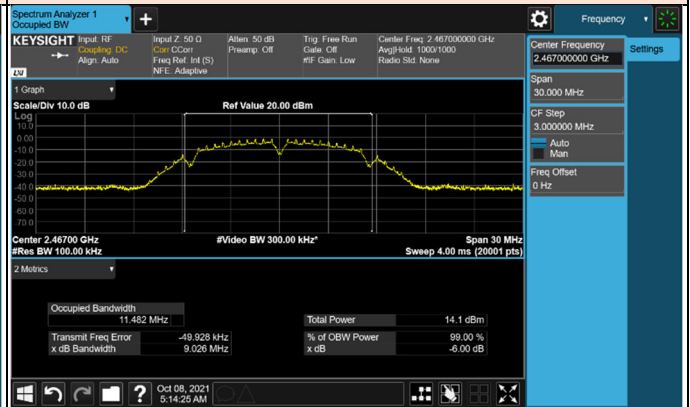 Spectrum Analyzer 1
Occupied BW
+
Frequency
KEYSIGHT
Input: RF
Coupling: DC
Align: Auto
Input Z: 50 Ω
Corr CCorr
Freq Ref: Int (S)
NFE: Adaptive
Atten: 50 dB
Preamp: Off
Trig: Free Run
Gate: Off
#IF Gain: Low
Center Freq: 2.467000000 GHz
Avg|Hold: 1000/1000
Radio Std: None
LXI
Center Frequency
2.467000000 GHz
Settings
Span
30.000 MHz
CF Step
3.000000 MHz
Auto
Man
Freq Offset
0 Hz
1 Graph
Scale/Div 10.0 dB
Ref Value 20.00 dBm
Log
10.0
0.00
-10.0
-20.0
-30.0
-40.0
-50.0
-60.0
-70.0
Center 2.46700 GHz
#Video BW 300.00 kHz*
Span 30 MHz
#Res BW 100.00 kHz
Sweep 4.00 ms (20001 pts)
2 Metrics
Occupied Bandwidth
11.482 MHz
Total Power 14.1 dBm
Transmit Freq Error -49.928 kHz
% of OBW Power 99.00 %
x dB Bandwidth 9.026 MHz
x dB -6.00 dB
?
Oct 08, 2021
5:14:25 AM